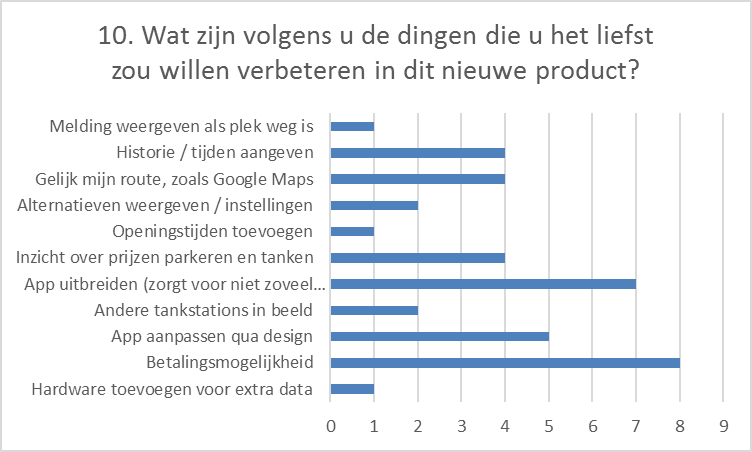 10. Wat zijn volgens u de dingen die u het liefst
zou willen verbeteren in dit nieuwe product?
Melding weergeven als plek weg is
Historie / tijden aangeven
Gelijk mijn route, zoals Google Maps
Alternatieven weergeven / instellingen
Openingstijden toevoegen
Inzicht over prijzen parkeren en tanken
App uitbreiden (zorgt voor niet zoveel…
Andere tankstations in beeld
App aanpassen qua design
Betalingsmogelijkheid
Hardware toevoegen voor extra data
0 1 2 3 4 5 6 7 8 9